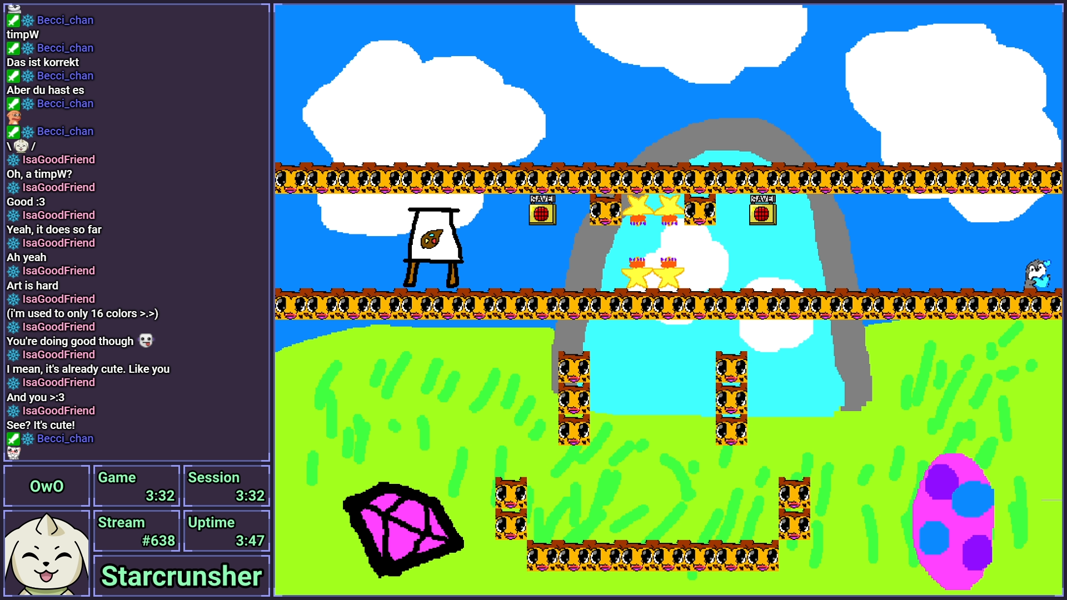 Becci_chan
timpW
Becci_chan
Das ist korrekt
Becci_chan
Aber du hast es
Becci_chan
Becci_chan
\ /
IsaGoodFriend
Oh, a timpW?
IsaGoodFriend
Good :3
IsaGoodFriend
Yeah, it does so far
IsaGoodFriend
Ah yeah
IsaGoodFriend
Art is hard
IsaGoodFriend
(i'm used to only 16 colors >.>)
IsaGoodFriend
You're doing good though
IsaGoodFriend
I mean, it's already cute. Like you
IsaGoodFriend
And you >:3
IsaGoodFriend
See? It's cute!
Becci_chan
OwO
Game
3:32
Session
3:32
Stream
#638
Uptime
3:47
Starcrunsher
SAVE
SAVE